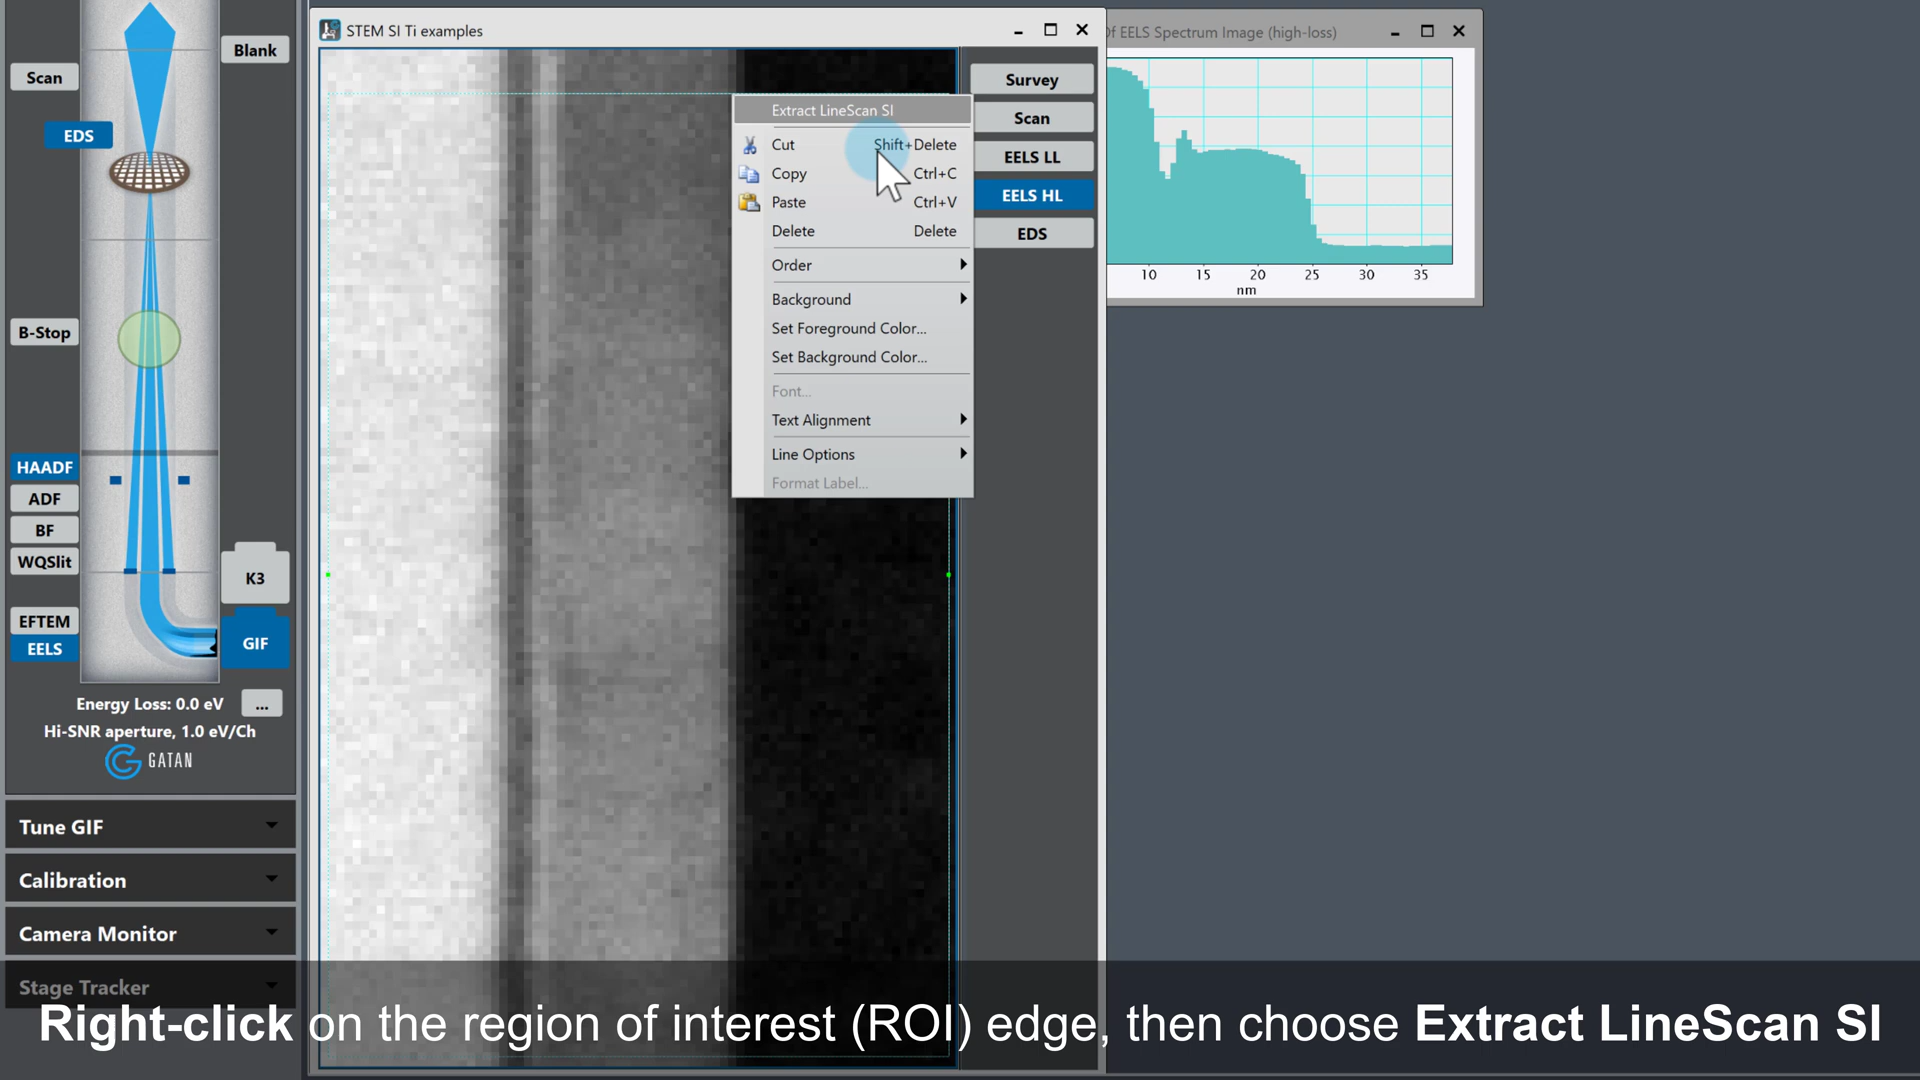 Blank
Scan
EDS
B-Stop
HAADF
ADF
BF
WQSlit
K3
EFTEM
EELS
GIF
Energy Loss: 0.0 eV
...
Hi-SNR aperture, 1.0 eV/Ch
GATAN
Tune GIF
Calibration
Camera Monitor
Stage Tracker
STEM SI Ti examples
Survey
Scan
EELS LL
EELS HL
EDS
Extract LineScan SI
Cut Shift+Delete
Copy Ctrl+C
Paste Ctrl+V
Delete Delete
Order
Background
Set Foreground Color...
Set Background Color...
Font...
Text Alignment
Line Options
Format Label...
Of EELS Spectrum Image (high-loss)
10 15 20 25 30 35
nm
Right-click on the region of interest (ROI) edge, then choose Extract LineScan SI